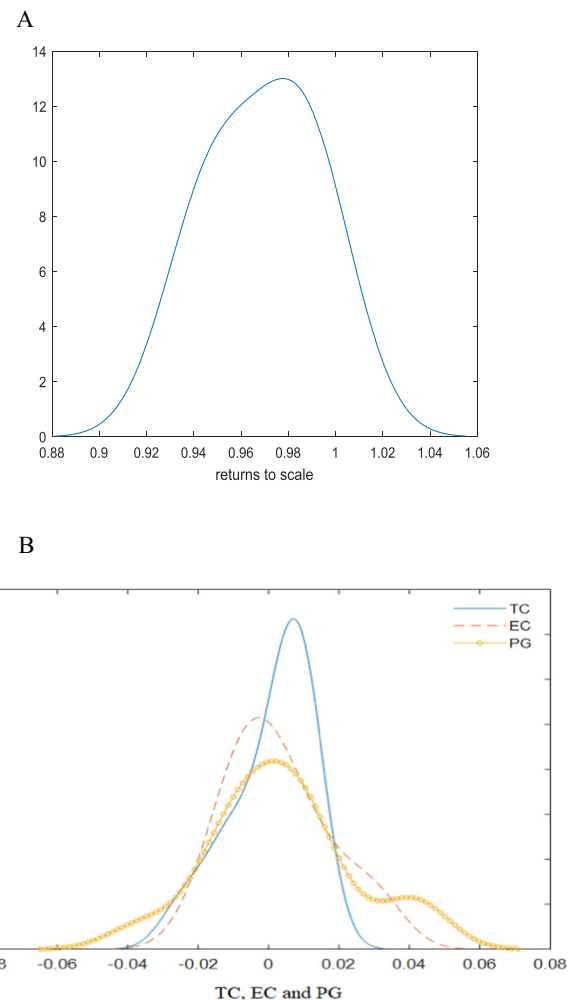 A
14
12
10
8
6
4
2
0
0.88 0.9 0.92 0.94 0.96 0.98 1 1.02 1.04 1.06
returns to scale
B
TC
EC
PG
8 -0.06 -0.04 -0.02 0 0.02 0.04 0.06 0.08
TC, EC and PG